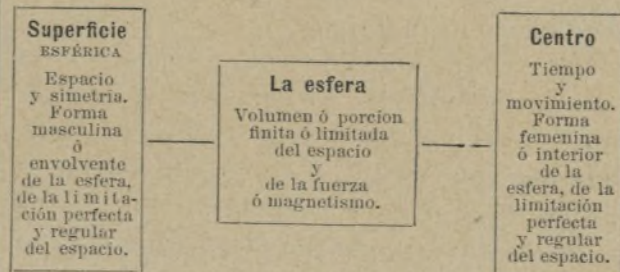 Superficie
ESFÉRICA
Espacio
y simetria.
Forma
masculina
ó
envolvente
de la esfera,
de la limita-
ción perfecta
y regular
del espacio.
La esfera
Volumen ó porcion
finita ó limitada
del espacio
y
de la fuerza
ó magnetismo.
Centro
Tiempo
y
movimiento.
Forma
femenina
ó interior
de la
esfera, de la
limitación
perfecta
y regular
del espacio.